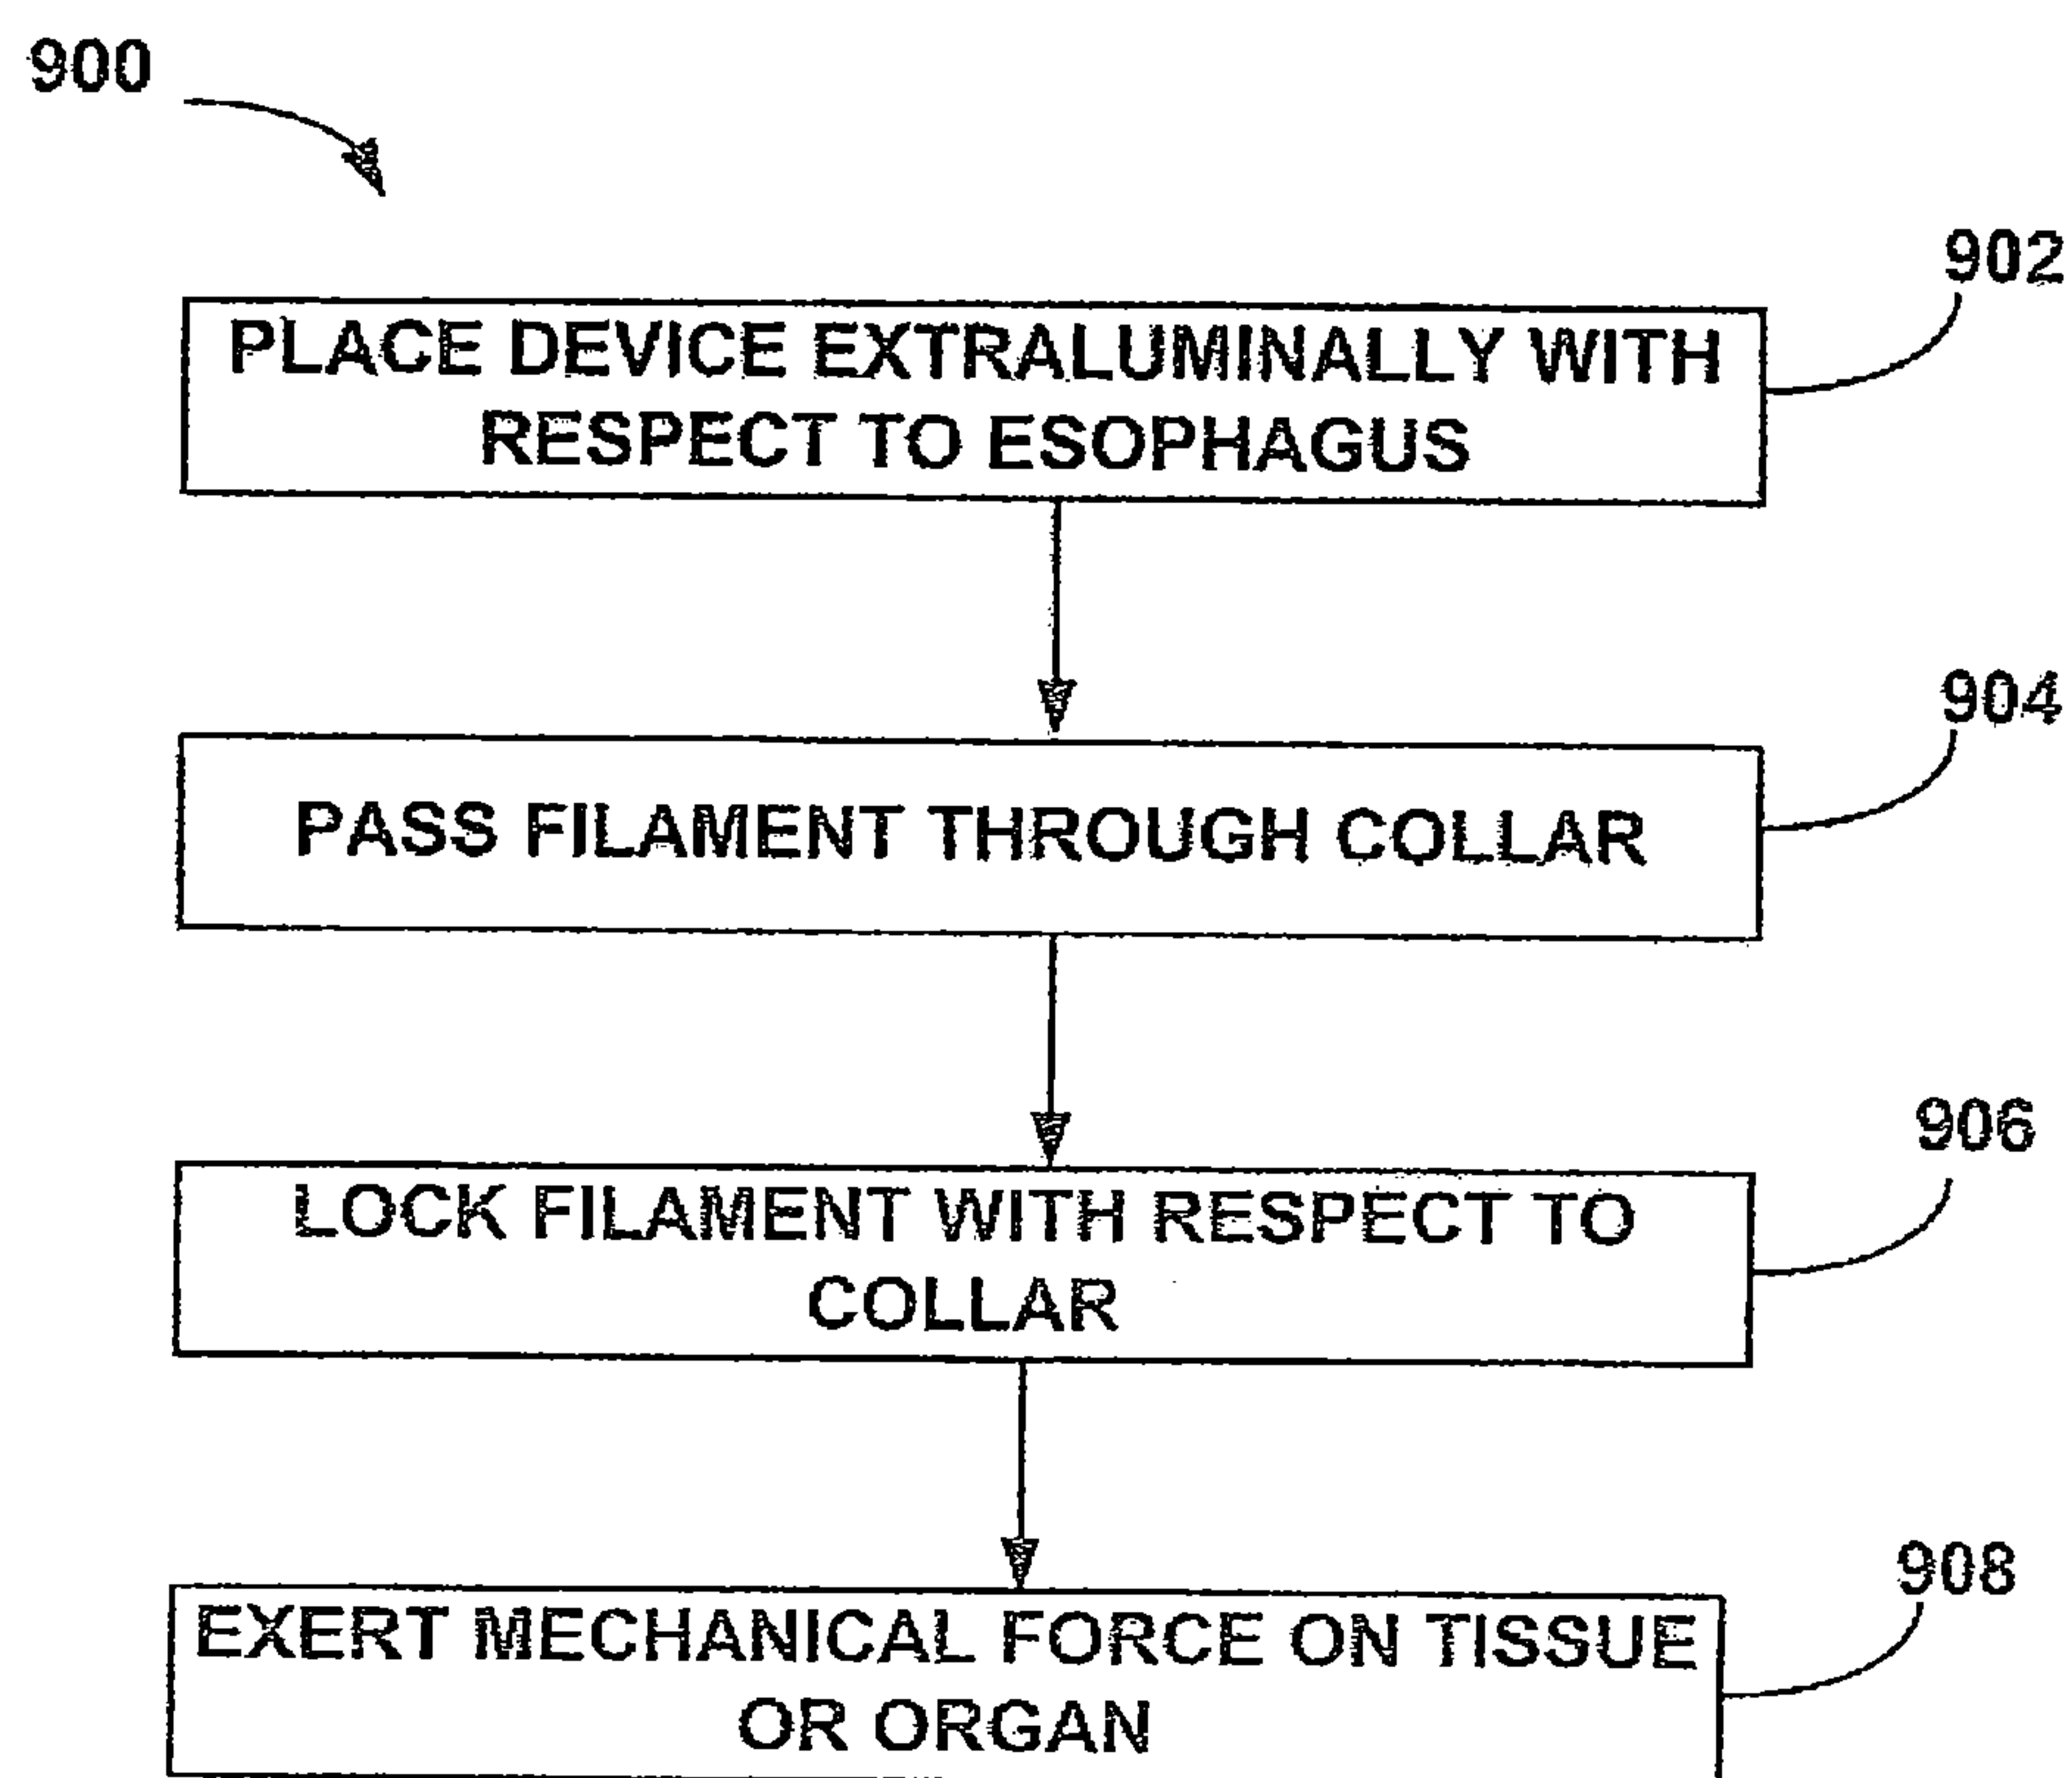 900
902
PLACE DEVICE EXTRALUMINALLY WITH
RESPECT TO ESOPHAGUS
904
PASS FILAMENT THROUGH COLLAR
906
LOCK FILAMENT WITH RESPECT TO
COLLAR
908
EXERT MECHANICAL FORCE ON TISSUE
OR ORGAN